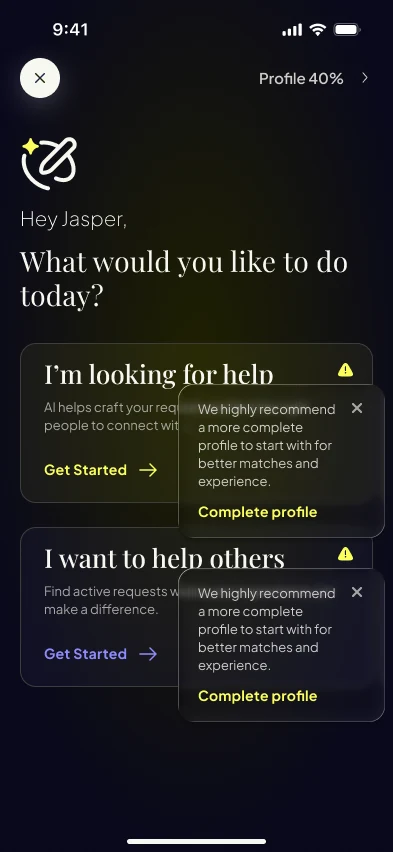 9:41
Profile 40%
Hey Jasper,
What would you like to do
today?
I'm looking for help
AI helps craft your
people to connect
Get Started
We highly recommend
a more complete
profile to start with for
better matches and
experience.
Complete profile
I want to help others
Find active requests
make a difference.
Get Started
We highly recommend
a more complete
profile to start with for
better matches and
experience.
Complete profile